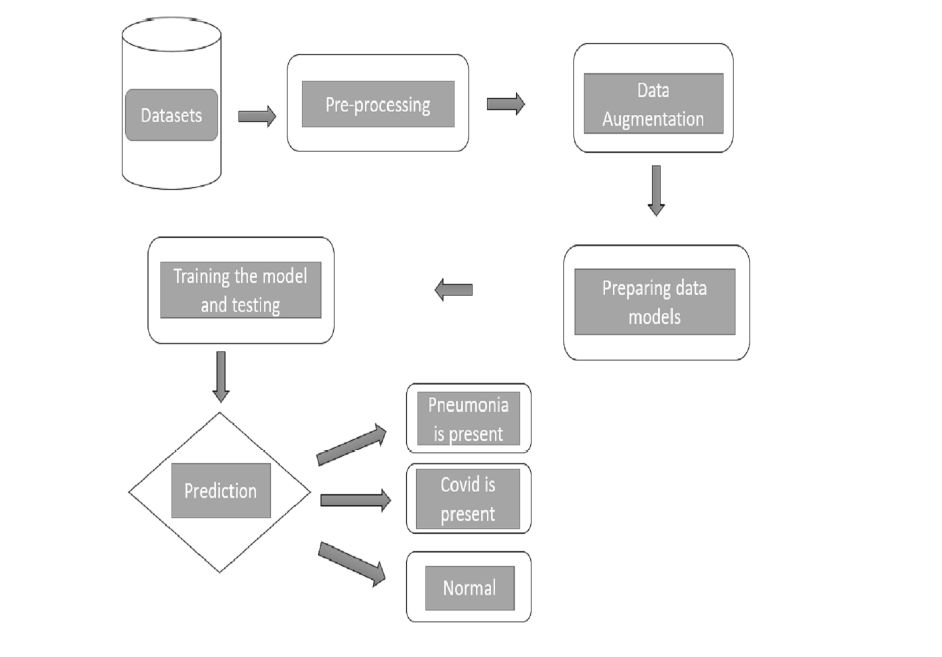 Datasets
Pre-processing
Data
Augmentation
Preparing data
models
Training the model
and testing
Prediction
Pneumonia
is present
Covid is
present
Normal